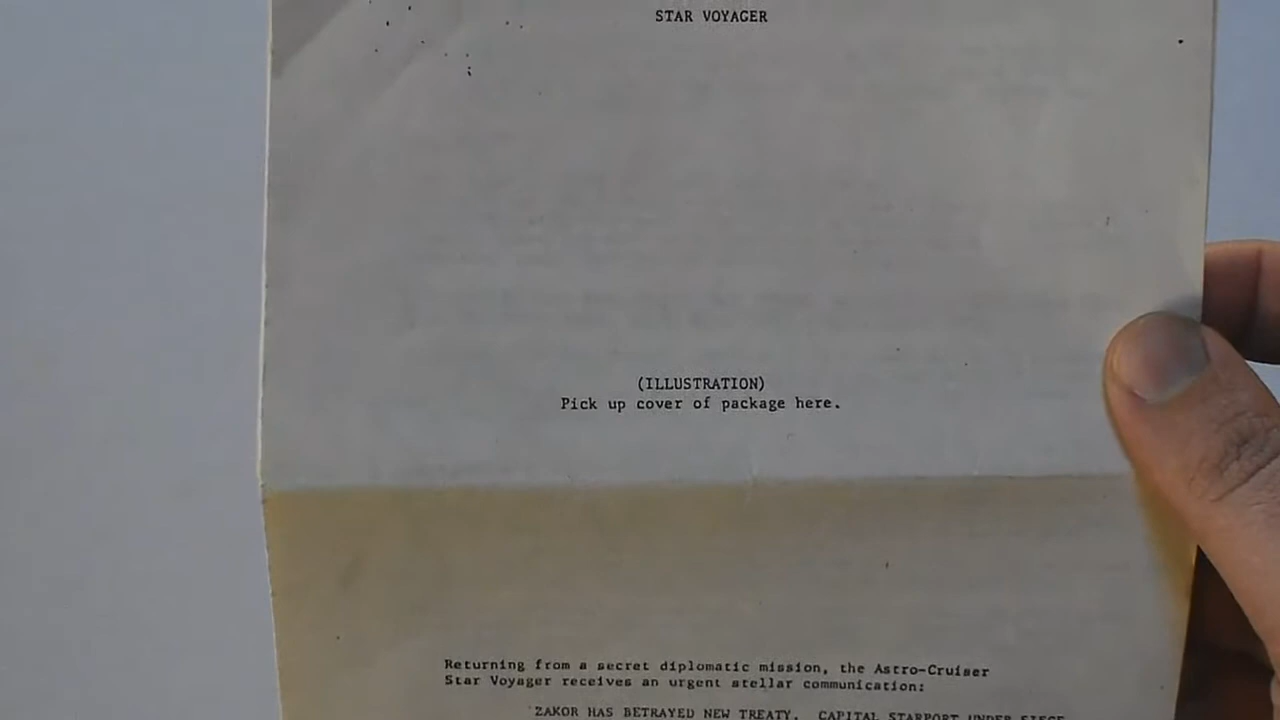 STAR VOYAGER
(ILLUSTRATION)
Pick up cover of package here.
Returning from a secret diplomatic mission, the Astro-Cruiser
Star Voyager receives an urgent stellar communication:
ZAKOR HAS BETRAYED NEW TREATY. CAPITAL STARPORT UNDER SIEGE